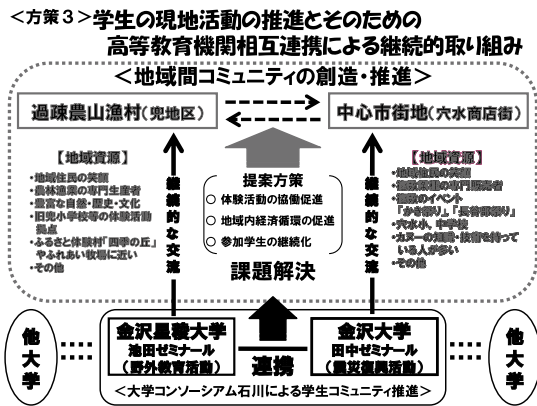 ＜方策３＞学生の現地活動の推進とそのための
高等教育機関相互連携による継続的取り組み
＜地域間コミュニティの創造・推進＞
過疎農山漁村（兜地区）
中心市街地（穴水商店街）
【地域資源】
・地域住民の笑顔
・農林漁業の専門生産者
・豊富な自然・歴史・文化
・旧兜小学校等の体験活動
拠点
・ふるさと体験村「四季の丘」
やふれあい牧場に近い
・その他
継続的な交流
提案方策
○ 体験活動の協働促進
○ 地域内経済循環の促進
○ 参加学生の継続化
課題解決
継続的な交流
【地域資源】
・地域住民の笑顔
・復数のイベント
「かき祭り」、「長谷部祭り」
・穴水小、中学校
・カヌーの知識・技術を持って
いる人が多い
・その他
他大学
金沢星稜大学
池田ゼミナール
（野外教育活動）
連携
金沢大学
田中ゼミナール
（震災復興活動）
他大学
＜大学コンソーシアム石川による学生コミュニティ推進＞